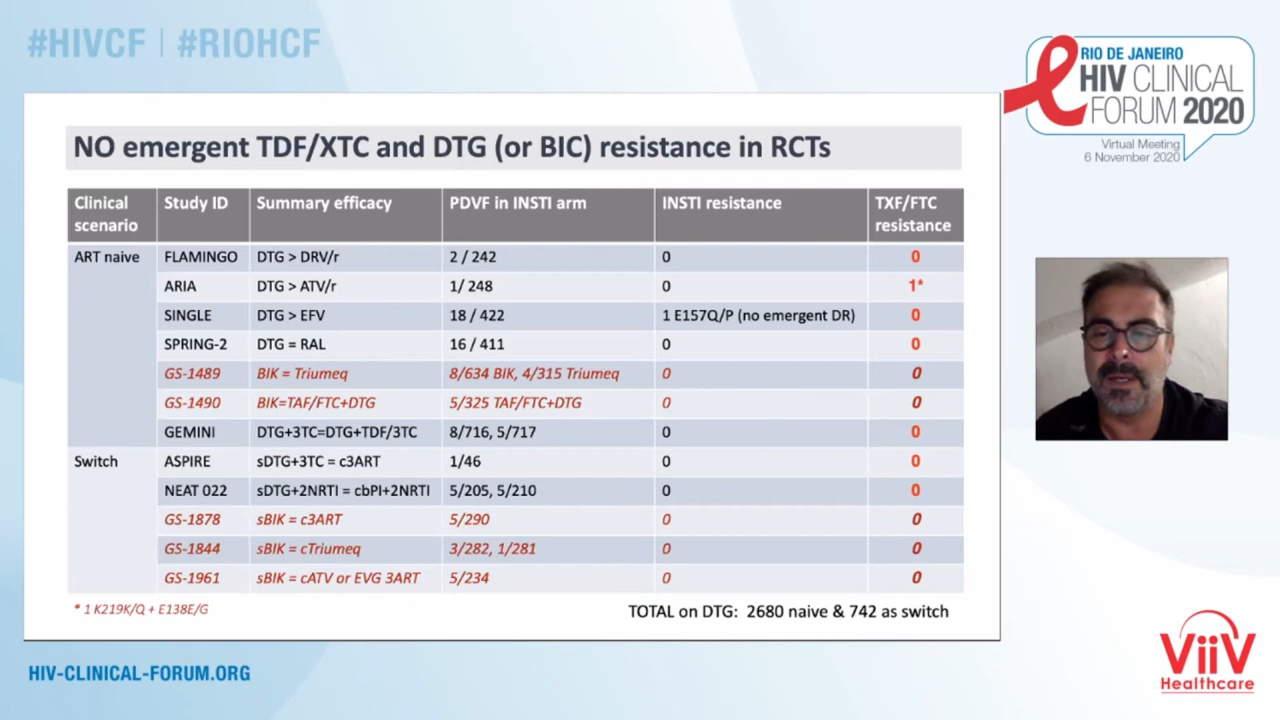 #HIVCF | #RIOHCF
RIO DE JANEIRO
HIV CLINICAL
FORUM 2020
Virtual Meeting
6 November 2020
NO emergent TDF/XTC and DTG (or BIC) resistance in RCTs
Clinical scenario Study ID Summary efficacy PDVF in INSTI arm INSTI resistance TXF/FTC resistance
ART naive FLAMINGO DTG > DRV/r 2 / 242 0 0
ARIA DTG > ATV/r 1/ 248 0 1*
SINGLE DTG > EFV 18 / 422 1 E157Q/P (no emergent DR) 0
SPRING-2 DTG = RAL 16 / 411 0 0
GS-1489 BIK = Triumeq 8/634 BIK, 4/315 Triumeq 0 0
GS-1490 BIK=TAF/FTC+DTG 5/325 TAF/FTC+DTG 0 0
GEMINI DTG+3TC=DTG+TDF/3TC 8/716, 5/717 0 0
Switch ASPIRE sDTG+3TC = c3ART 1/46 0 0
NEAT 022 sDTG+2NRTI = cbPI+2NRTI 5/205, 5/210 0 0
GS-1878 sBIK = c3ART 5/290 0 0
GS-1844 sBIK = cTriumeq 3/282, 1/281 0 0
GS-1961 sBIK = cATV or EVG 3ART 5/234 0 0
* 1 K219K/Q + E138E/G
TOTAL on DTG: 2680 naive & 742 as switch
HIV-CLINICAL-FORUM.ORG
ViiV
Healthcare